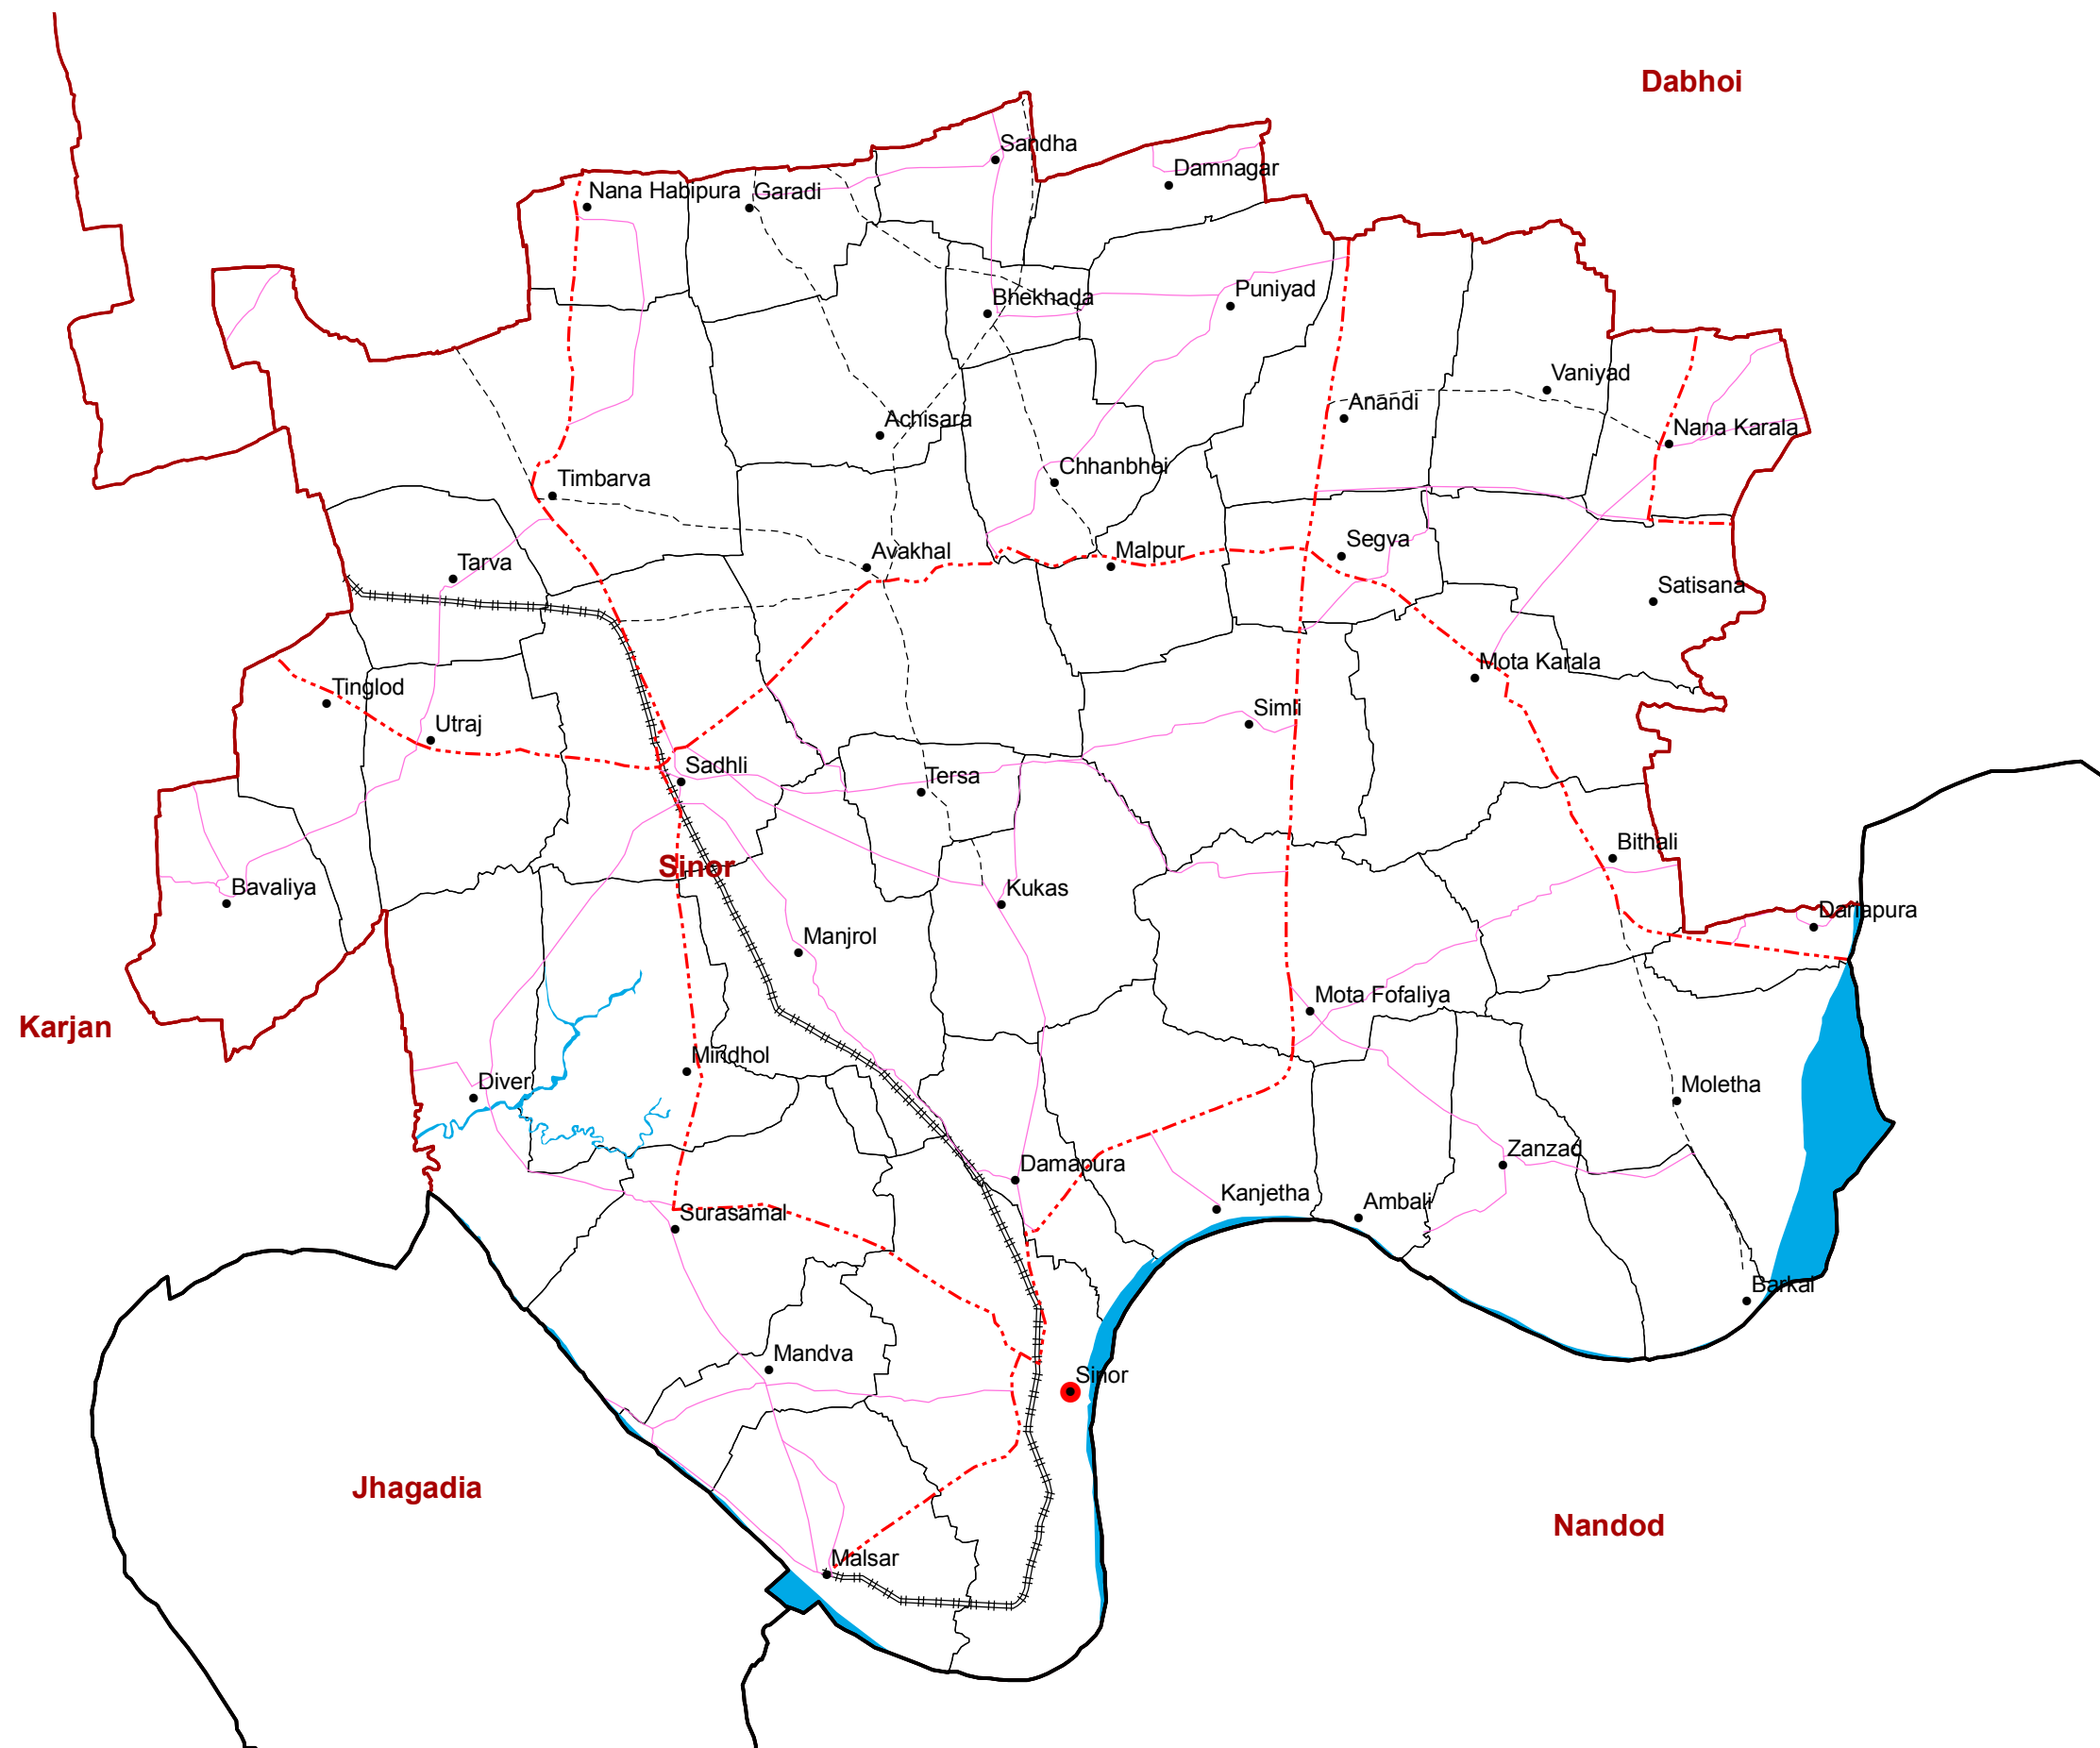 Dabhoi
Sandha
Damnagar
Nana Habipura
Garadi
Puniyad
Bhekhada
Vaniyad
Anandi
Achisara
Nana Karala
Chhanbhoi
Timbarva
Segva
Avakhal
Malpur
Tarva
Satisana
Mota Karala
Tinglod
Simli
Utraj
Sadhli
Tersa
Bithali
Sinor
Bavaliya
Kukas
Dariapura
Manjrol
Mota Fofaliya
Karjan
Mindhol
Diver
Moletha
Zanzad
Damapura
Kanjetha
Ambali
Surasamal
Barkal
Mandva
Sinor
Jhagadia
Nandod
Malsar